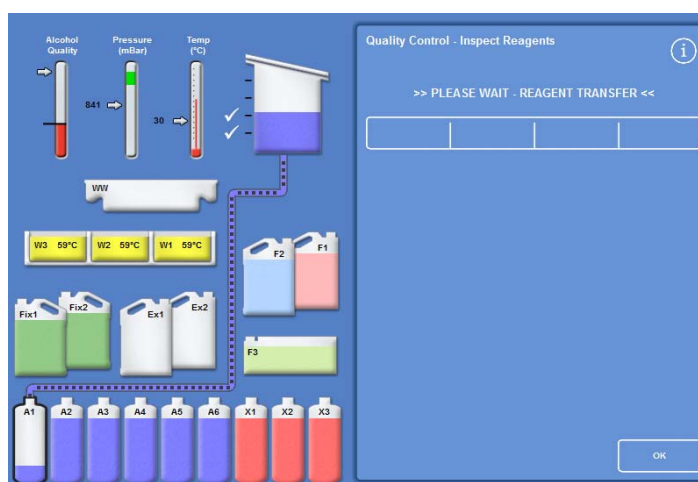 Alcohol
Quality
Pressure
(mBar)
Temp
(°C)
841
30
WW
W3 59°C
W2 59°C
W1 59°C
F2
F1
Fix1
Fix2
Ex1
Ex2
F3
A1
A2
A3
A4
A5
A6
X1
X2
X3
Quality Control - Inspect Reagents
i
>> PLEASE WAIT - REAGENT TRANSFER <<
OK